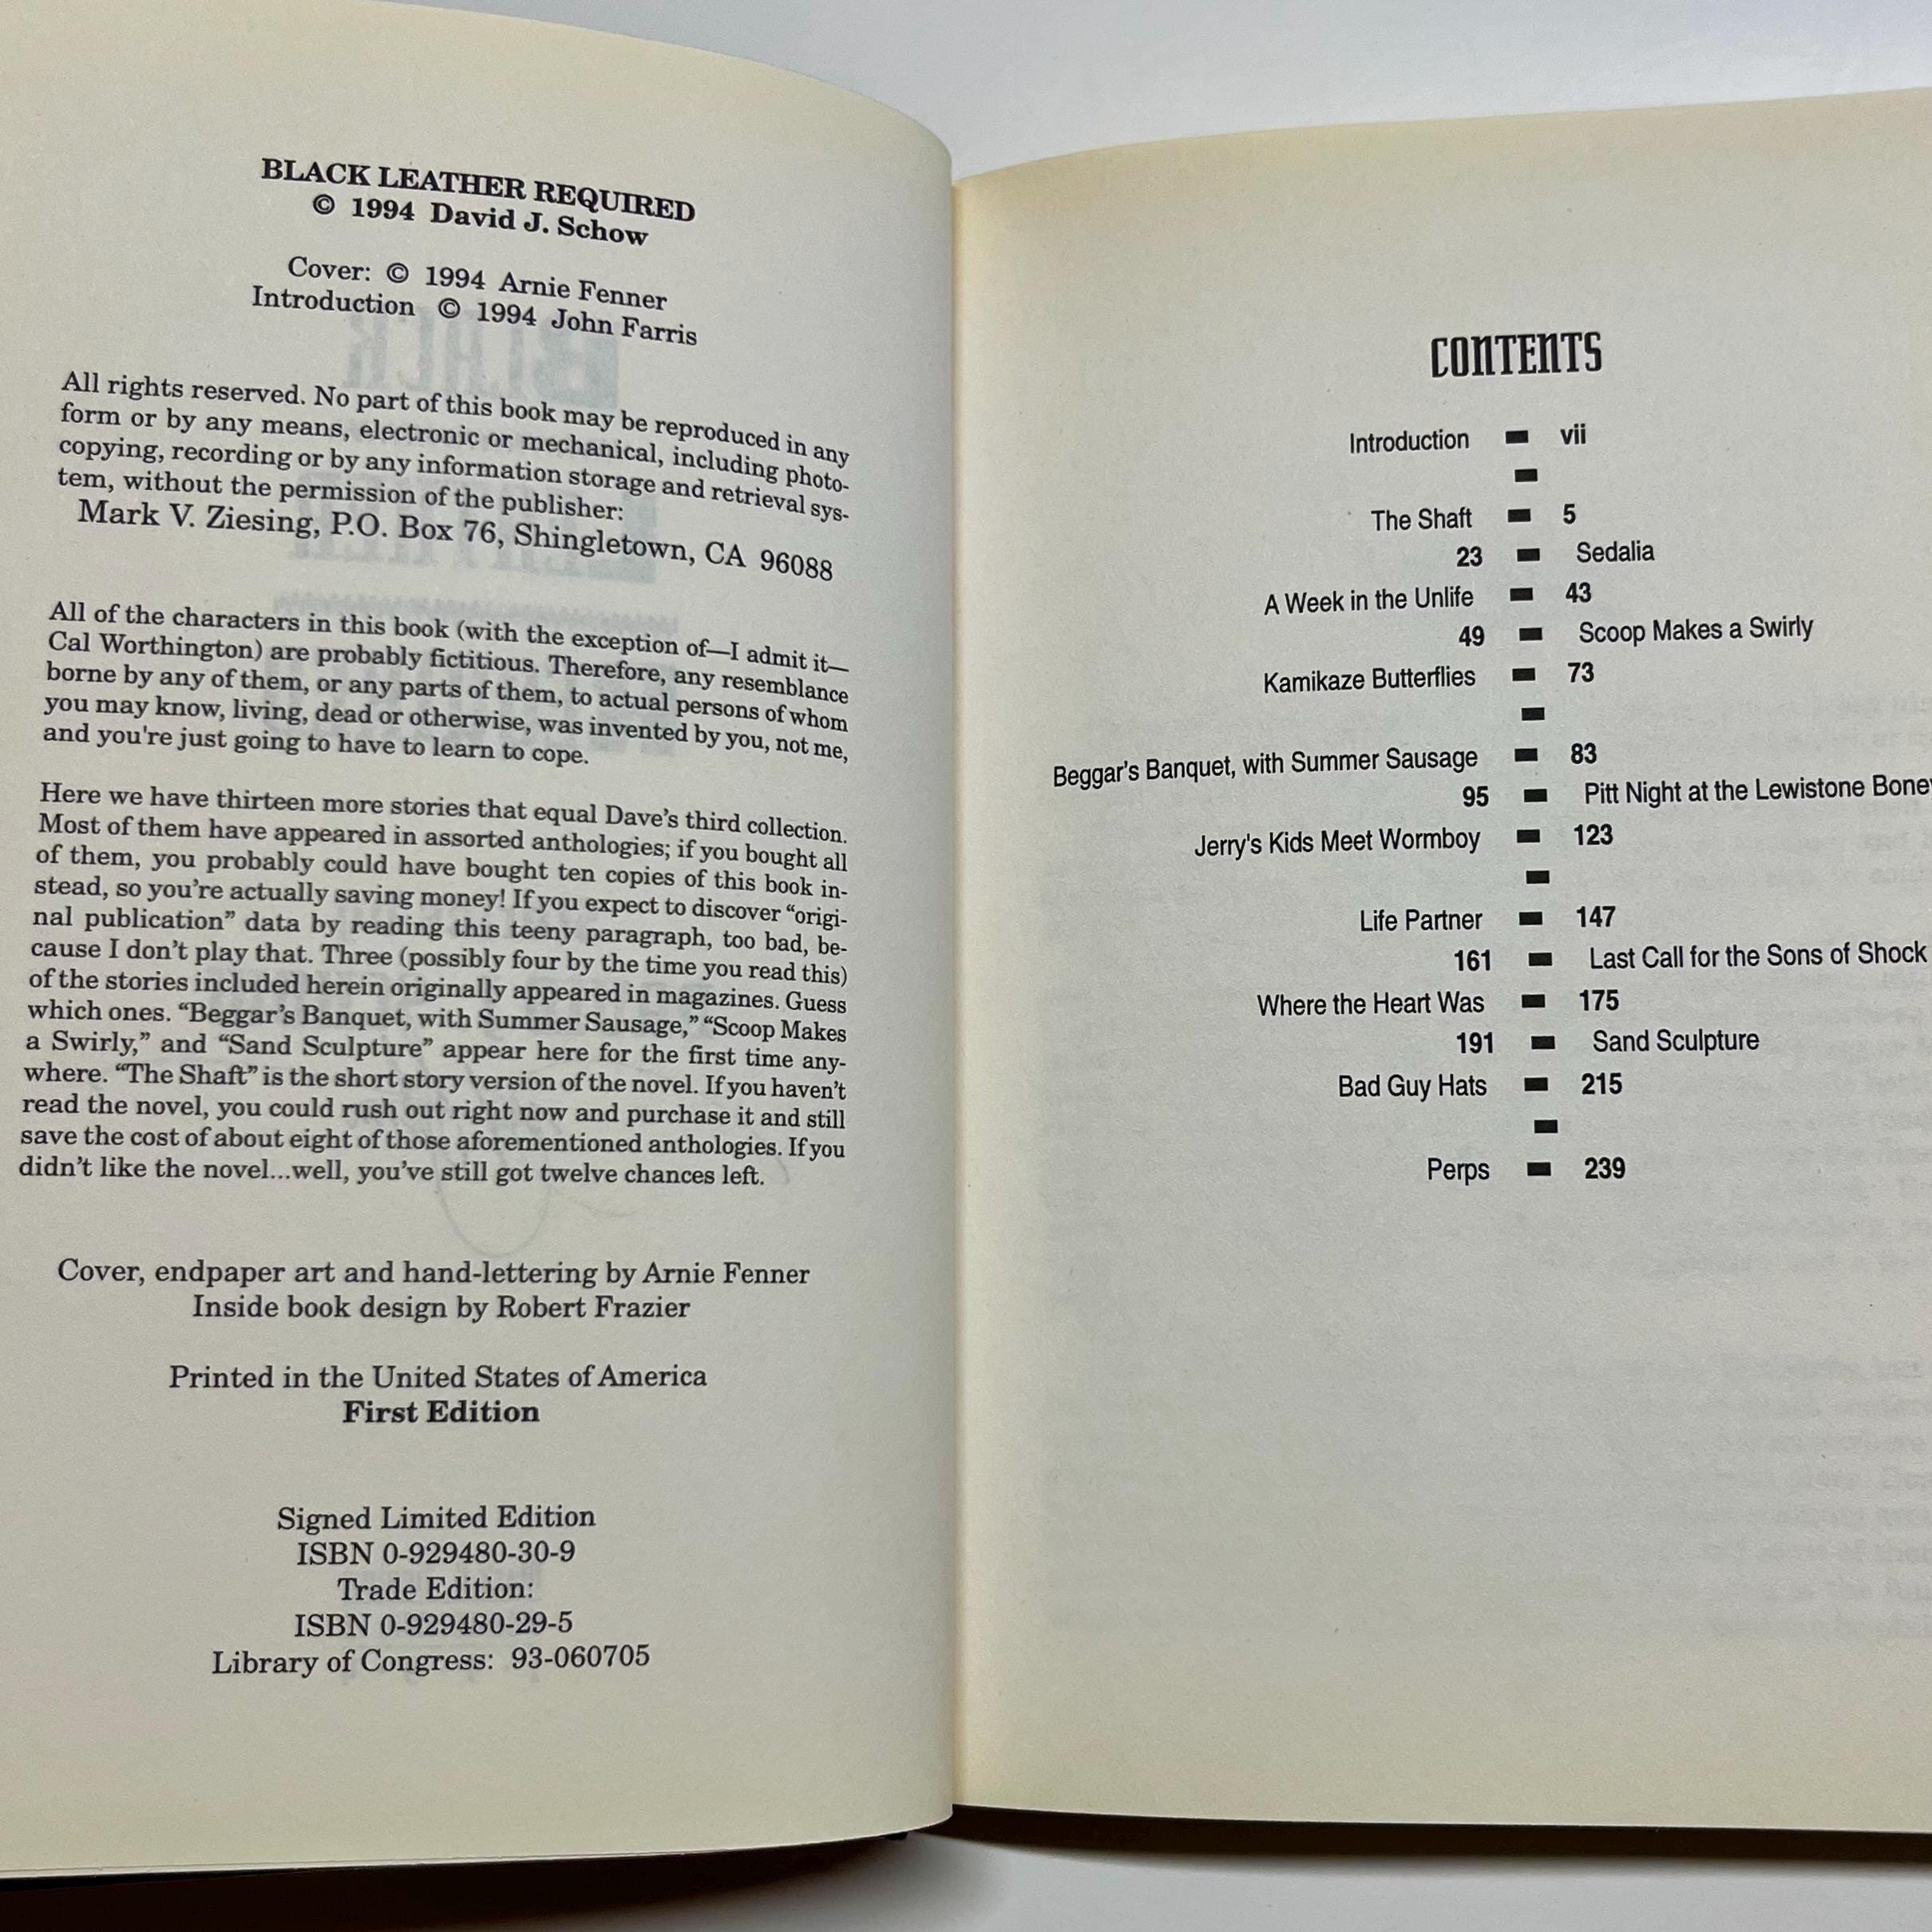 BLACK LEATHER REQUIRED
© 1994 David J. Schow
Cover: © 1994 Arnie Fenner
Introduction © 1994 John Farris
All rights reserved. No part of this book may be reproduced in any
form or by any means, electronic or mechanical, including photo-
copying, recording or by any information storage and retrieval sys-
tem, without the permission of the publisher:
Mark V. Ziesing, P.O. Box 76, Shingletown, CA 96088
All of the characters in this book (with the exception of—I admit it—
Cal Worthington) are probably fictitious. Therefore, any resemblance
borne by any of them, or any parts of them, to actual persons of whom
you may know, living, dead or otherwise, was invented by you, not me,
and you're just going to have to learn to cope.
Here we have thirteen more stories that equal Dave’s third collection.
Most of them have appeared in assorted anthologies; if you bought all
of them, you probably could have bought ten copies of this book in-
stead, so you’re actually saving money! If you expect to discover “origi-
nal publication” data by reading this teeny paragraph, too bad, be-
cause I don’t play that. Three (possibly four by the time you read this)
of the stories included herein originally appeared in magazines. Guess
which ones. “Beggar’s Banquet, with Summer Sausage,” “Scoop Makes
a Swirly,” and “Sand Sculpture” appear here for the first time any-
where. “The Shaft” is the short story version of the novel. If you haven’t
read the novel, you could rush out right now and purchase it and still
save the cost of about eight of those aforementioned anthologies. If you
didn’t like the novel...well, you’ve still got twelve chances left.
Cover, endpaper art and hand-lettering by Arnie Fenner
Inside book design by Robert Frazier
Printed in the United States of America
First Edition
Signed Limited Edition
ISBN 0-929480-30-9
Trade Edition:
ISBN 0-929480-29-5
Library of Congress: 93-060705
CONTENTS
Introduction vii
The Shaft 5
23 Sedalia
A Week in the Unlife 43
49 Scoop Makes a Swirly
Kamikaze Butterflies 73
Beggar's Banquet, with Summer Sausage 83
95 Pitt Night at the Lewistone
Jerry's Kids Meet Wormboy 123
Life Partner 147
161 Last Call for the Sons of Shock
Where the Heart Was 175
191 Sand Sculpture
Bad Guy Hats 215
Perps 239